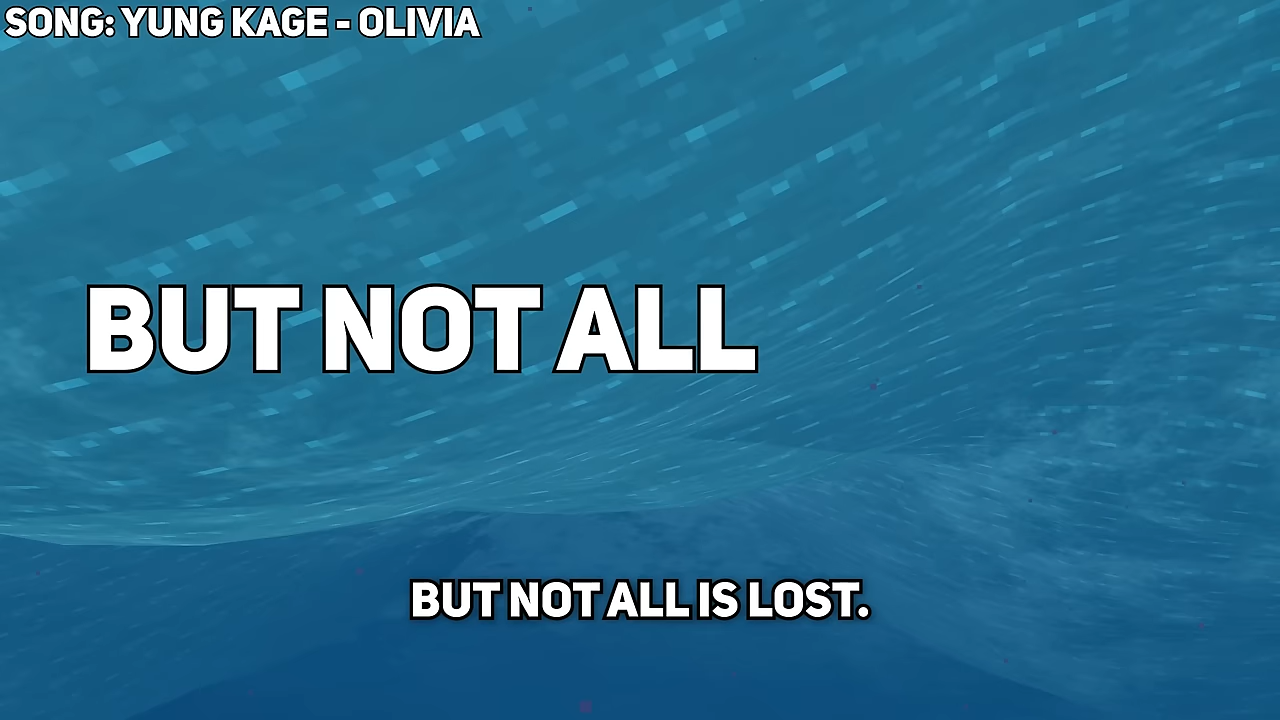 SONG: YUNG KAGE - OLIVIA
BUT NOT ALL
BUT NOT ALL IS LOST.